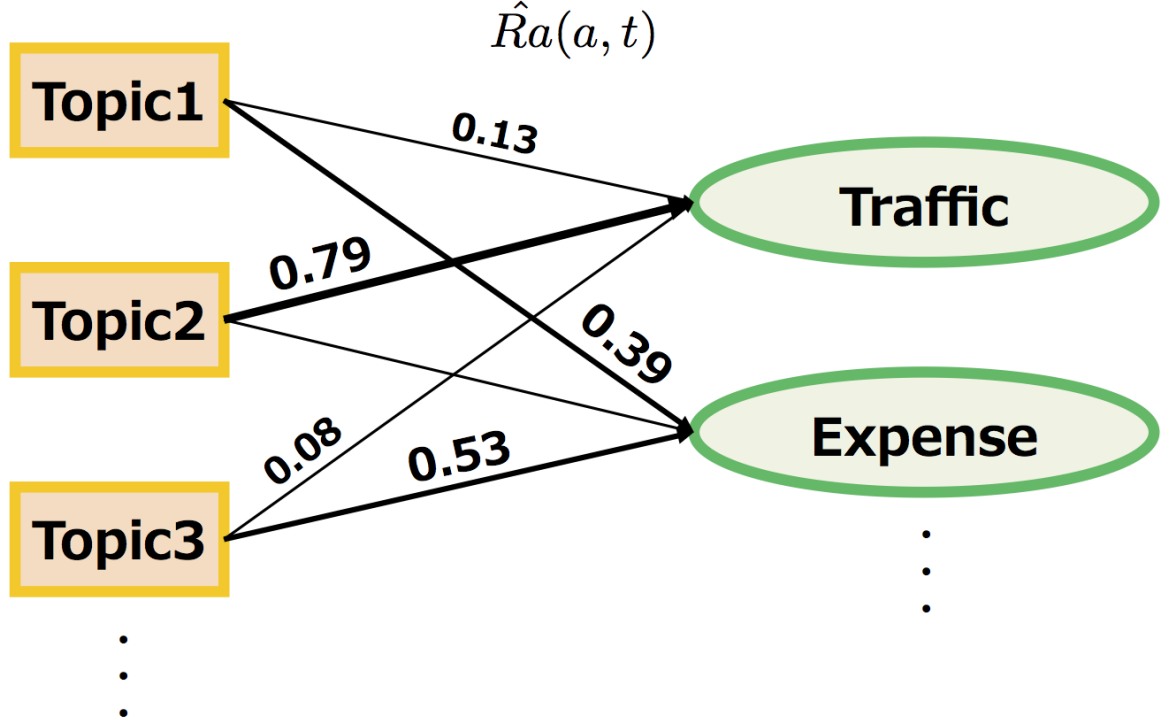 R̂a(a, t)
Topic1
0.13
Traffic
0.79
Topic2
0.39
Expense
0.08
0.53
Topic3